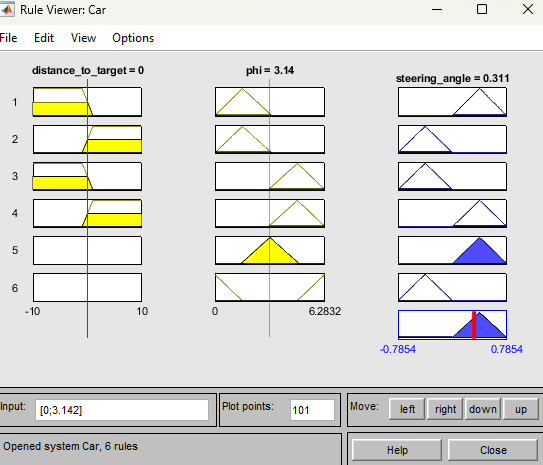 Rule Viewer: Car
File Edit View Options
distance_to_target = 0
phi = 3.14
steering_angle = 0.311
1
2
3
4
5
6
-10 10
0 6.2832
-0.7854 0.7854
Input: [0;3.142]
Plot points: 101
Move: left right down up
Opened system Car, 6 rules
Help Close